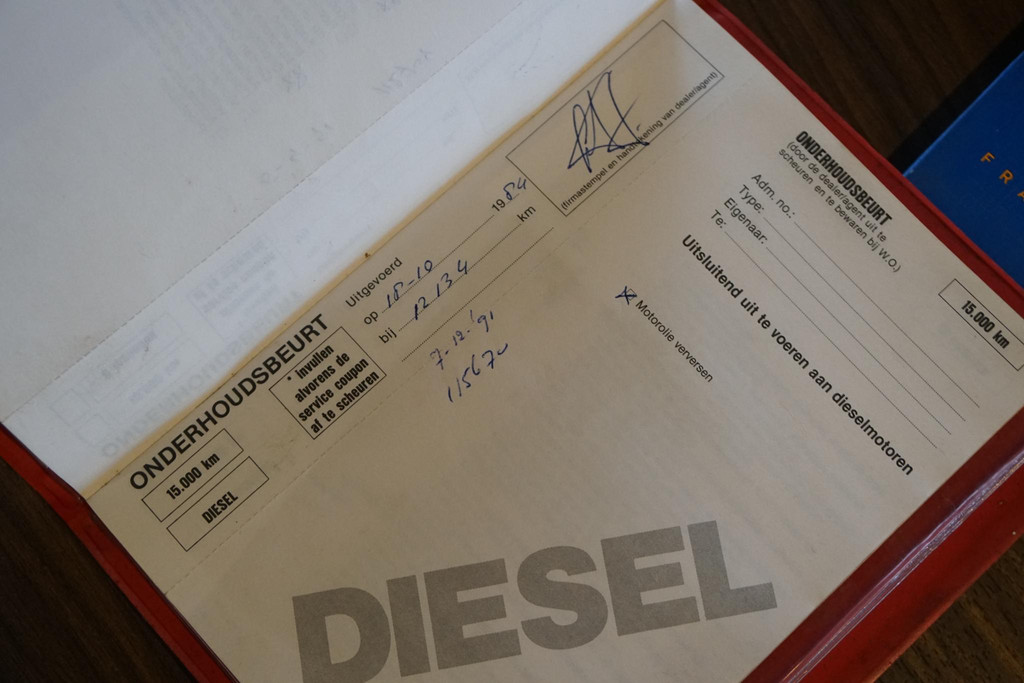 ONDERHOUDSBEURT
15.000 km
DIESEL
* invullen
alvorens de
service coupon
af te scheuren
Uitgevoerd
op 18-10 1984
bij 12134 km
7-12-'91
(firmastempel en handtekening van dealer/agent)
ONDERHOUDSBEURT
(door de dealer/agent uit te
scheuren en te bewaren bij W.O.)
Adm. no.:
Type:
Eigenaar:
Te:
15.000 km
Uitsluitend uit te voeren aan dieselmotoren
Motorolie verversen
DIESEL